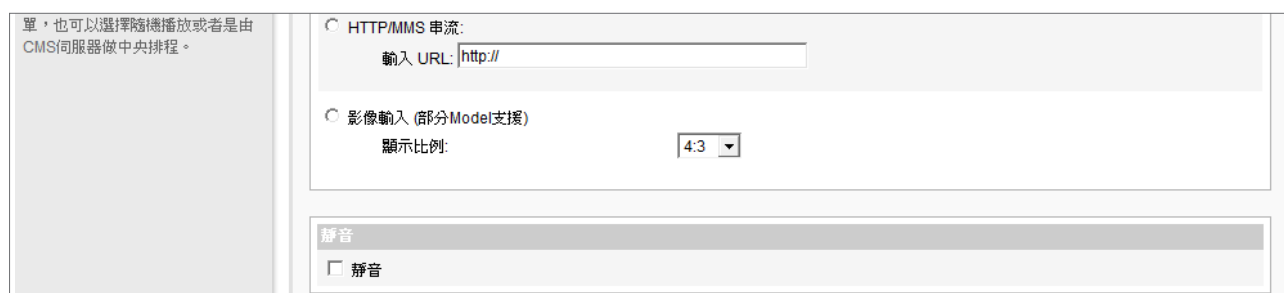 單，也可以選擇隨機播放或者是由
CMS伺服器做中央排程。
HTTP/MMS 串流:
輸入 URL: http://
影像輸入 (部分Model支援)
顯示比例: 4:3
靜音
靜音